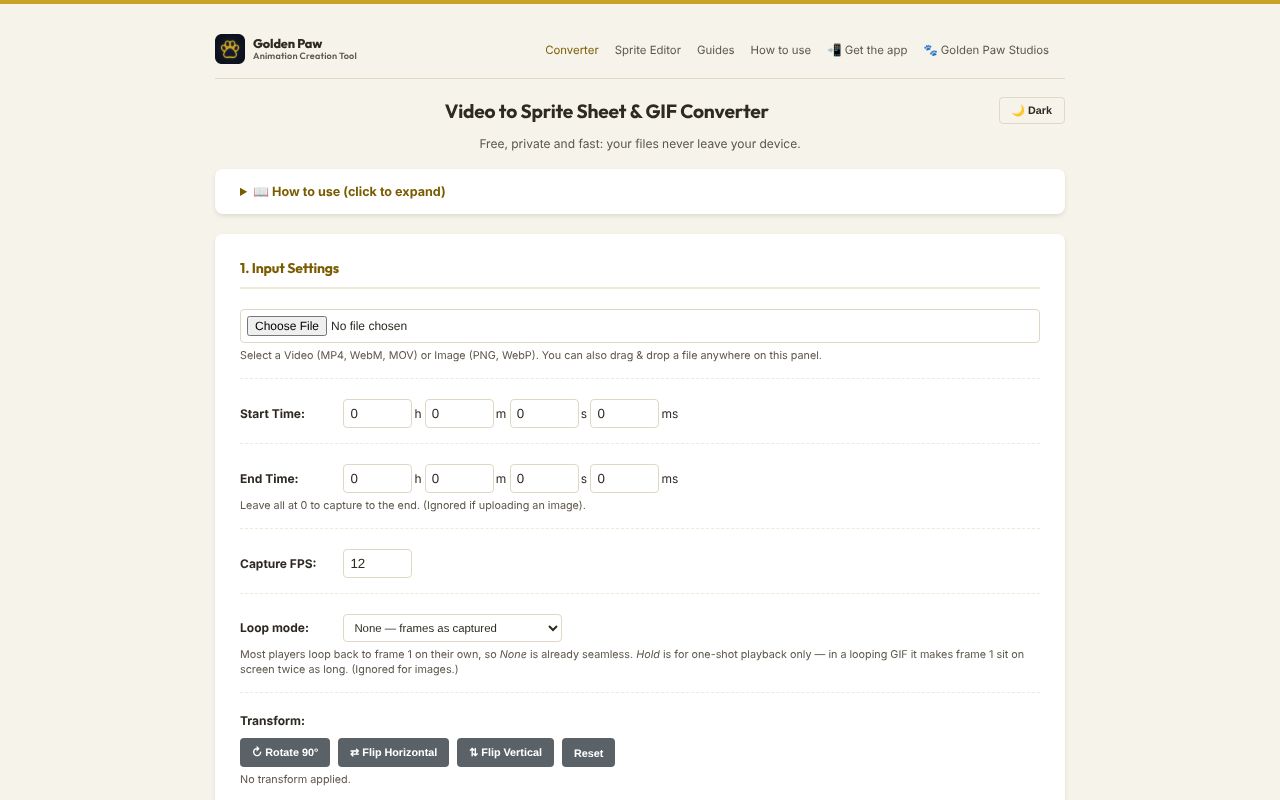 Golden Paw
Animation Creation Tool
Converter
Sprite Editor
Guides
How to use
📲 Get the app
🐾 Golden Paw Studios
Video to Sprite Sheet & GIF Converter
🌙 Dark
Free, private and fast: your files never leave your device.
▶ 📖 How to use (click to expand)
1. Input Settings
Choose File No file chosen
Select a Video (MP4, WebM, MOV) or Image (PNG, WebP). You can also drag & drop a file anywhere on this panel.
Start Time: 0 h 0 m 0 s 0 ms
End Time: 0 h 0 m 0 s 0 ms
Leave all at 0 to capture to the end. (Ignored if uploading an image).
Capture FPS: 12
Loop mode: None — frames as captured
Most players loop back to frame 1 on their own, so None is already seamless. Hold is for one-shot playback only — in a looping GIF it makes frame 1 sit on
screen twice as long. (Ignored for images.)
Transform:
↻ Rotate 90° ⇄ Flip Horizontal ⇅ Flip Vertical Reset
No transform applied.